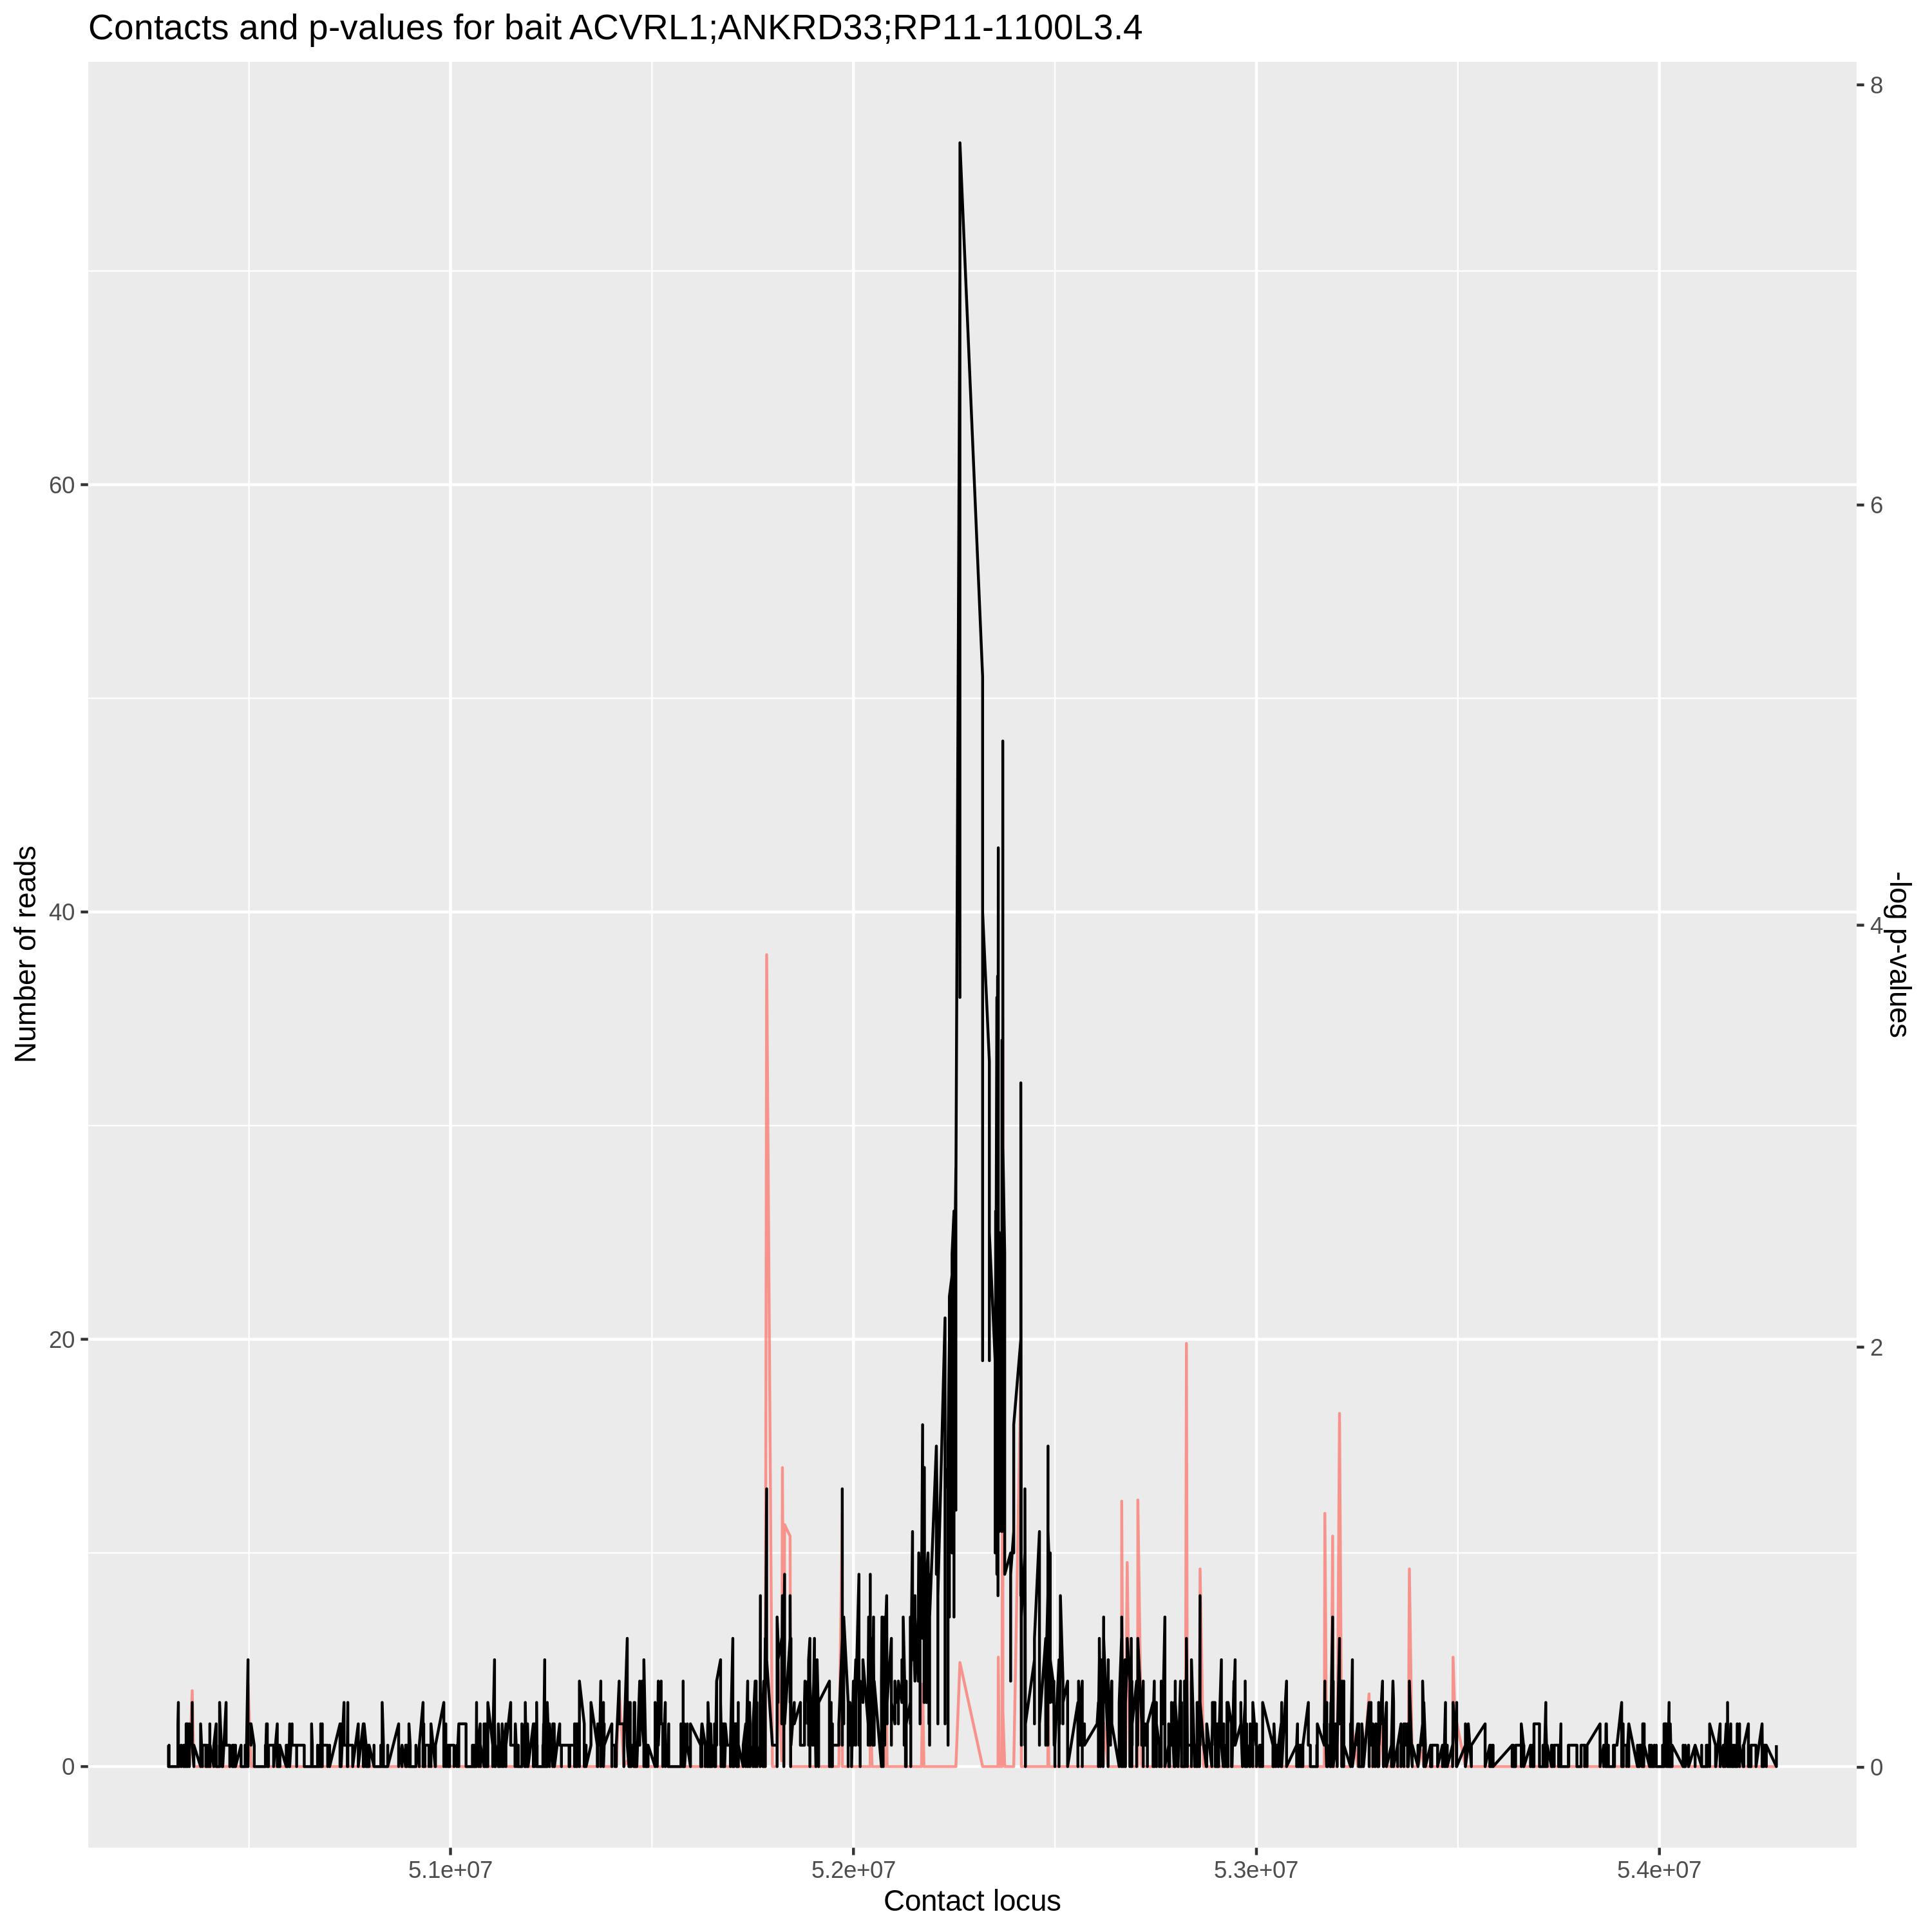 Contacts and p-values for bait ACVRL1;ANKRD33;RP11-1100L3.4
8
60
6
40
4
20
2
0
0
Number of reads
-log p-values
5.1e+07
5.2e+07
5.3e+07
5.4e+07
Contact locus